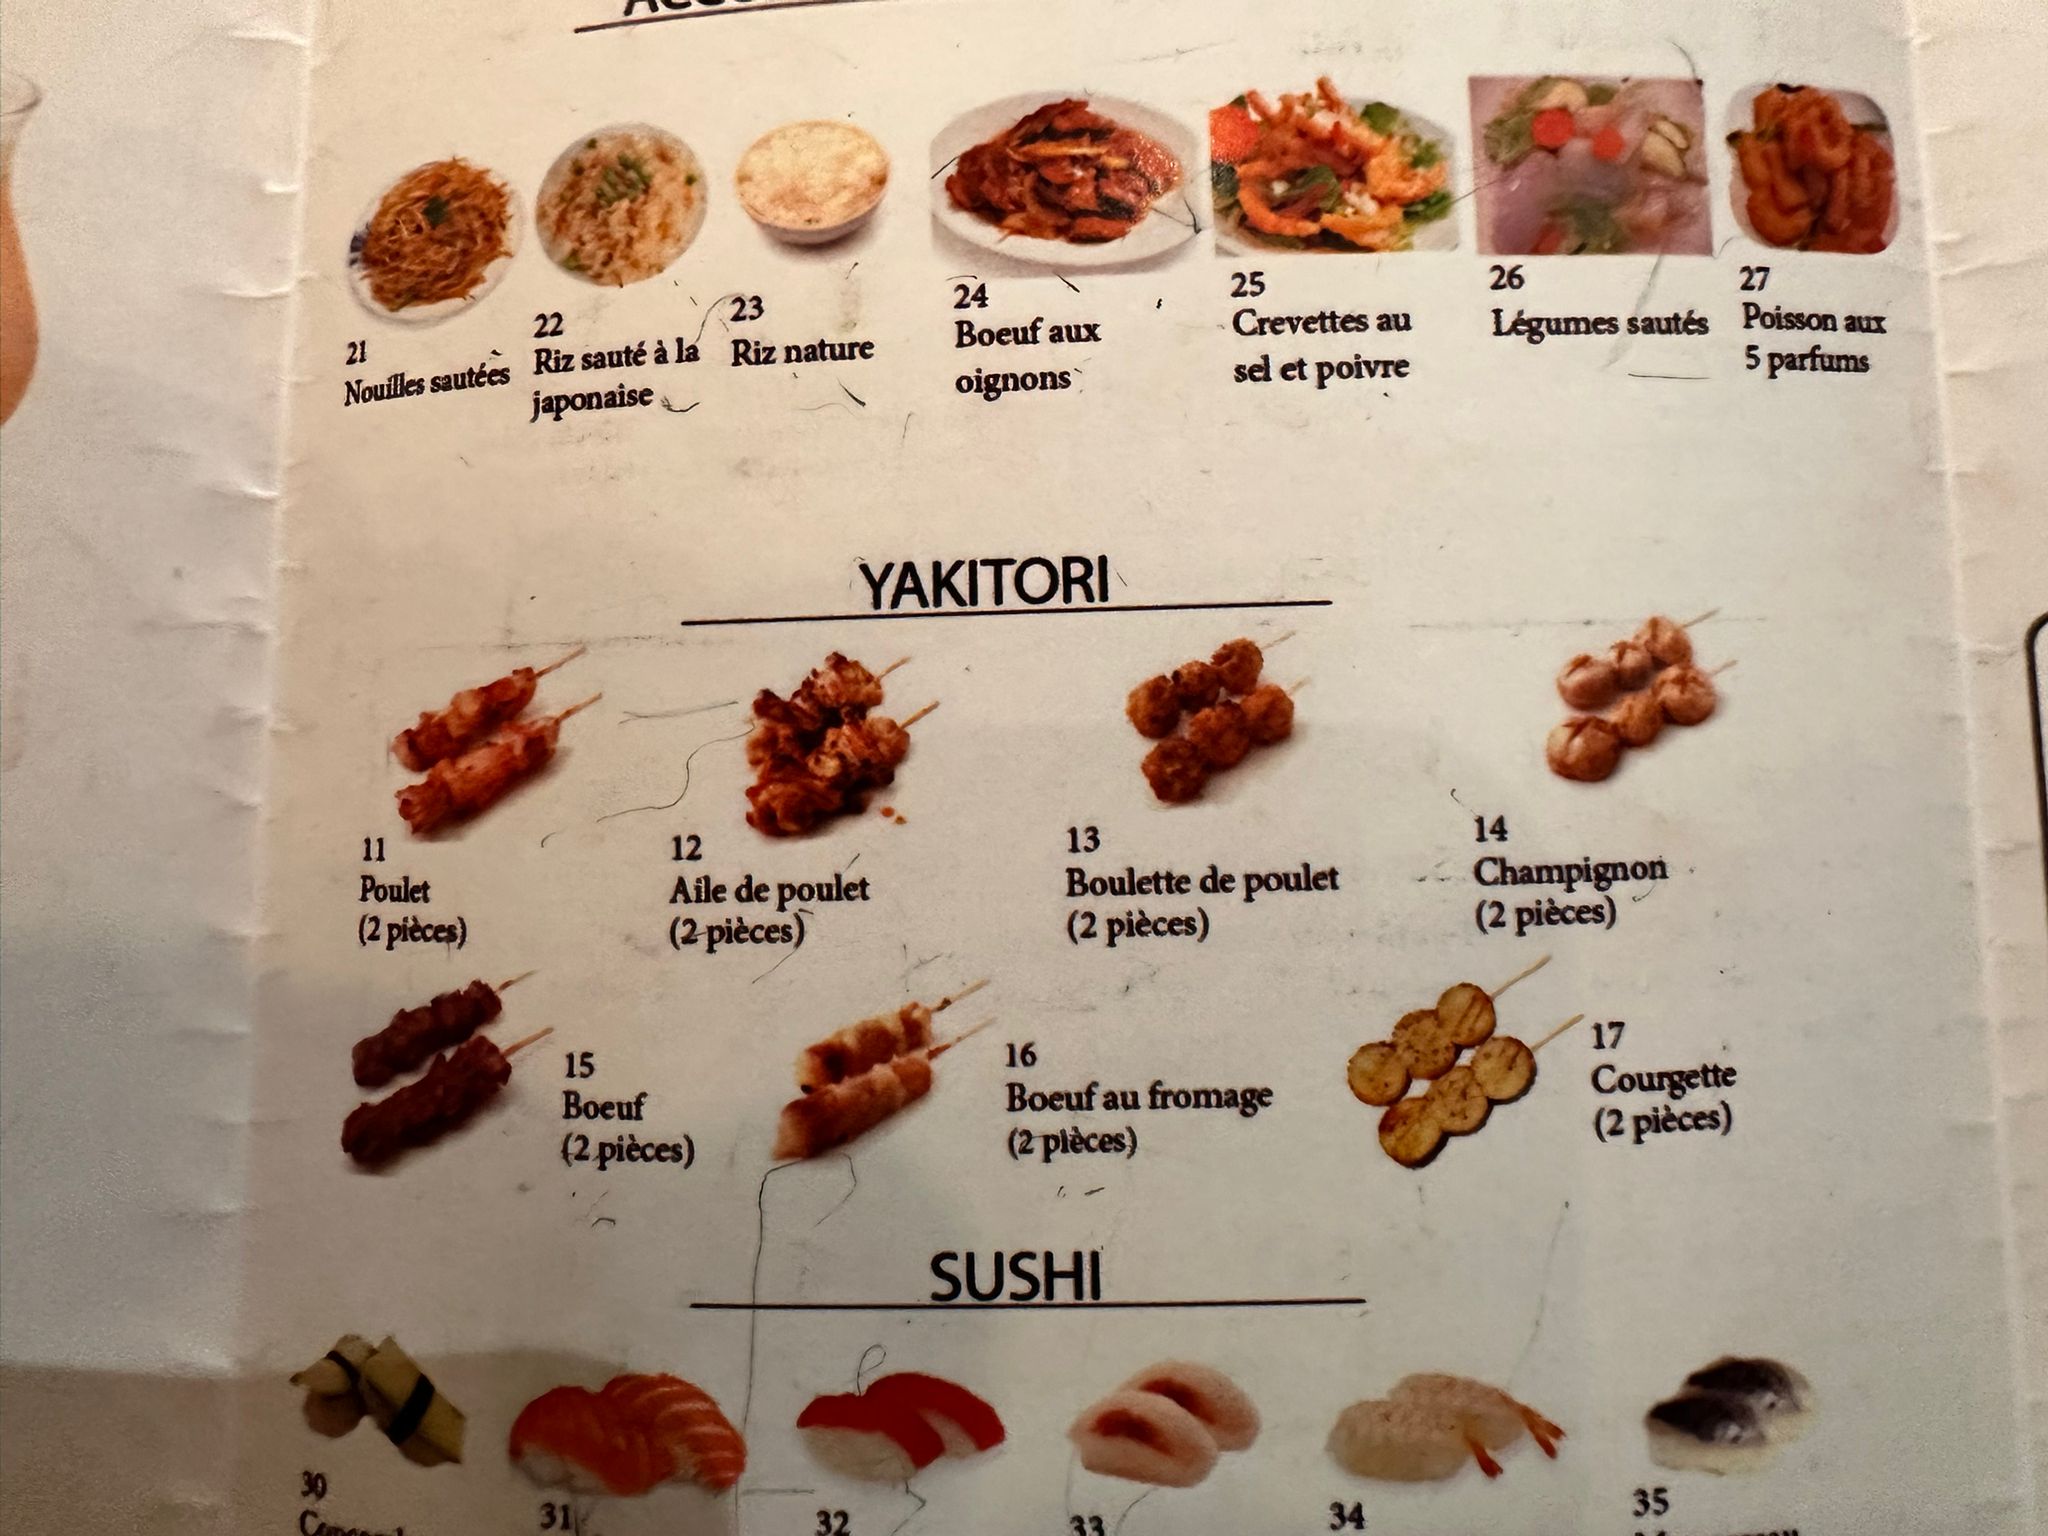 21
Nouilles sautées
22
Riz sauté à la
japonaise
23
Riz nature
24
Boeuf aux
oignons
25
Crevettes au
sel et poivre
26
Légumes sautés
27
Poisson aux
5 parfums
YAKITORI
11
Poulet
(2 pièces)
12
Aile de poulet
(2 pièces)
13
Boulette de poulet
(2 pièces)
14
Champignon
(2 pièces)
15
Boeuf
(2 pièces)
16
Boeuf au fromage
(2 pièces)
17
Courgette
(2 pièces)
SUSHI
30
31
32
33
34
35